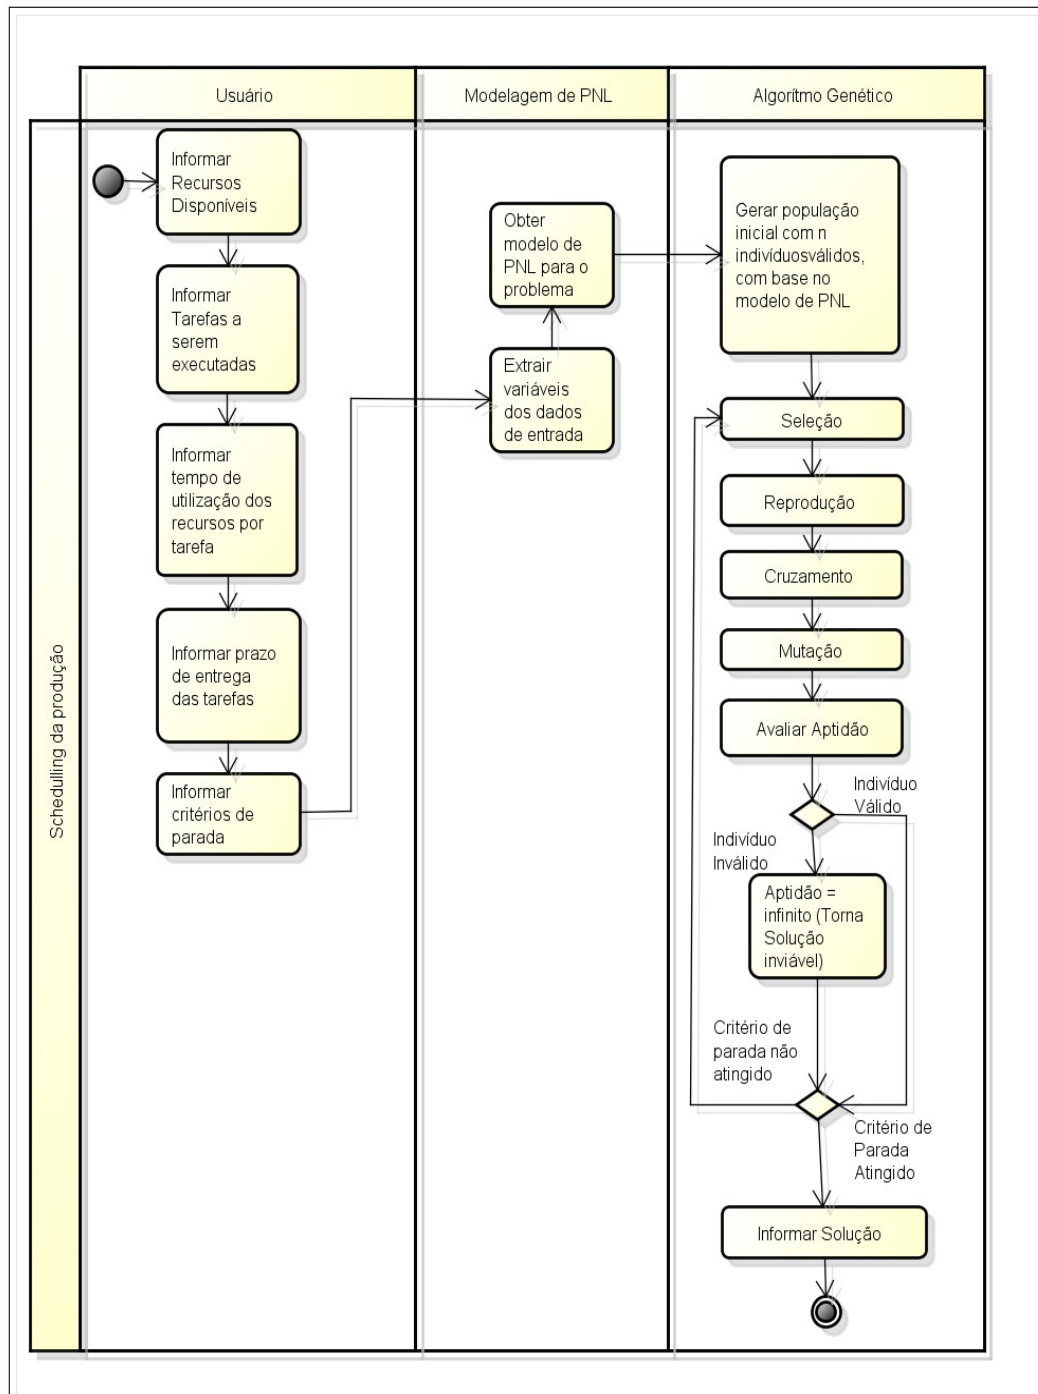 Usuário
Modelagem de PNL
Algorítmo Genético
Schedulling da produção
Informar
Recursos
Disponíveis
Informar
Tarefas a
serem
executadas
Informar
tempo de
utilização dos
recursos por
tarefa
Informar prazo
de entrega
das tarefas
Informar
critérios de
parada
Obter
modelo de
PNL para o
problema
Extrair
variáveis
dos dados
de entrada
Gerar população
inicial com n
indivíduosválidos,
com base no
modelo de PNL
Seleção
Reprodução
Cruzamento
Mutação
Avaliar Aptidão
Indivíduo
Válido
Indivíduo
Inválido
Aptidão =
infinito (Torna
Solução
inviável)
Critério de
parada não
atingido
Critério de
Parada
Atingido
Informar Solução